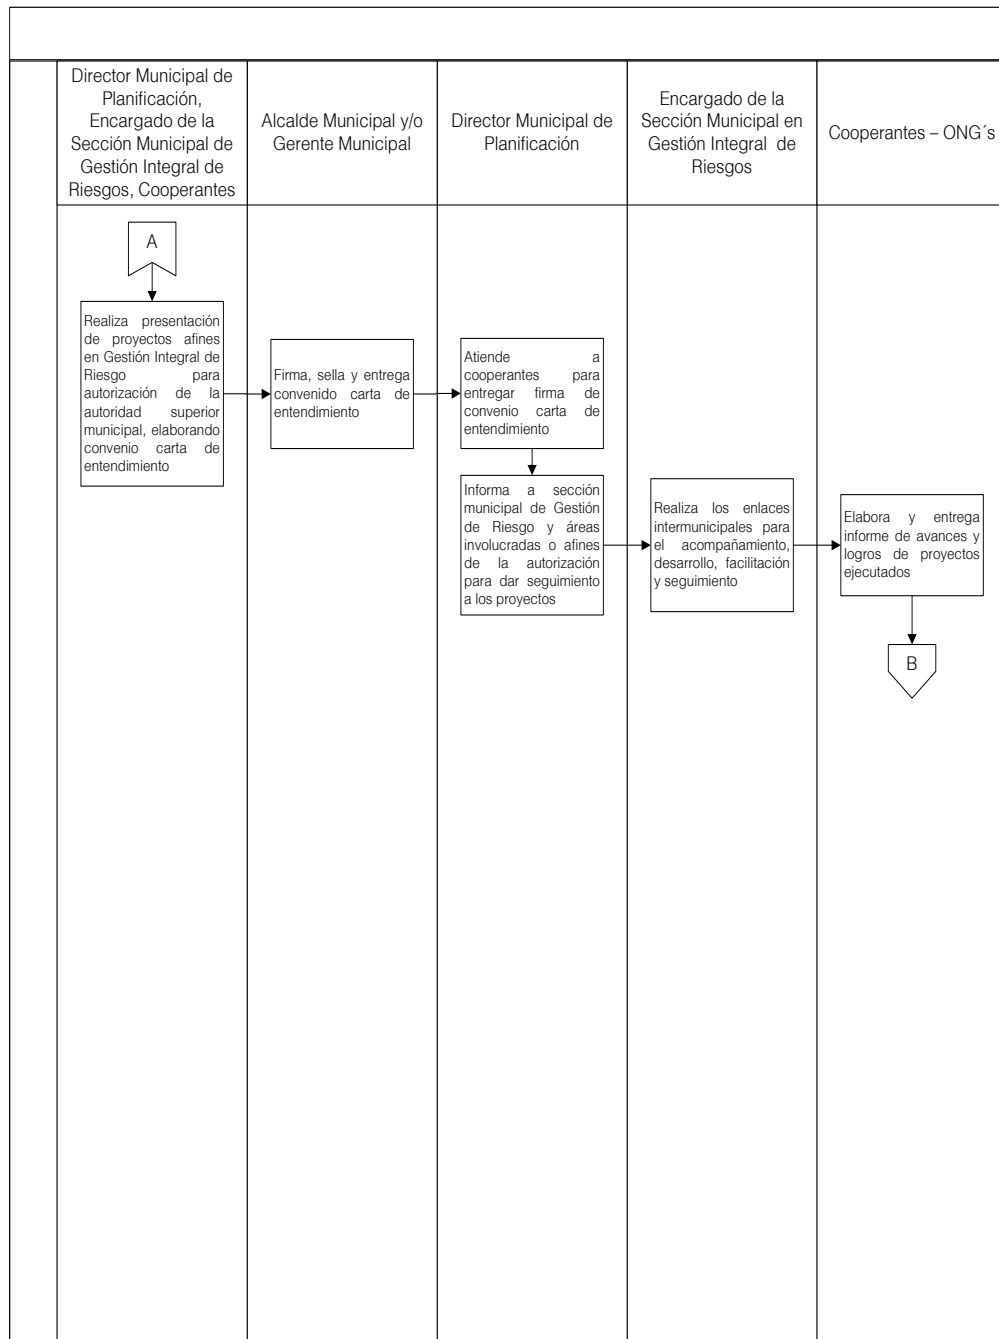 Director Municipal de
Planificación,
Encargado de la
Sección Municipal de
Gestión Integral de
Riesgos, Cooperantes
Alcalde Municipal y/o
Gerente Municipal
Director Municipal de
Planificación
Encargado de la
Sección Municipal en
Gestión Integral de
Riesgos
Cooperantes – ONG´s
A
Realiza presentación
de proyectos afines
en Gestión Integral de
Riesgo para
autorización de la
autoridad superior
municipal, elaborando
convenio carta de
entendimiento
Firma, sella y entrega
convenido carta de
entendimiento
Atiende a
cooperantes para
entregar firma de
convenio carta de
entendimiento
Informa a sección
municipal de Gestión
de Riesgo y áreas
involucradas o afines
de la autorización
para dar seguimiento
a los proyectos
Realiza los enlaces
intermunicipales para
el acompañamiento,
desarrollo, facilitación
y seguimiento
Elabora y entrega
informe de avances y
logros de proyectos
ejecutados
B